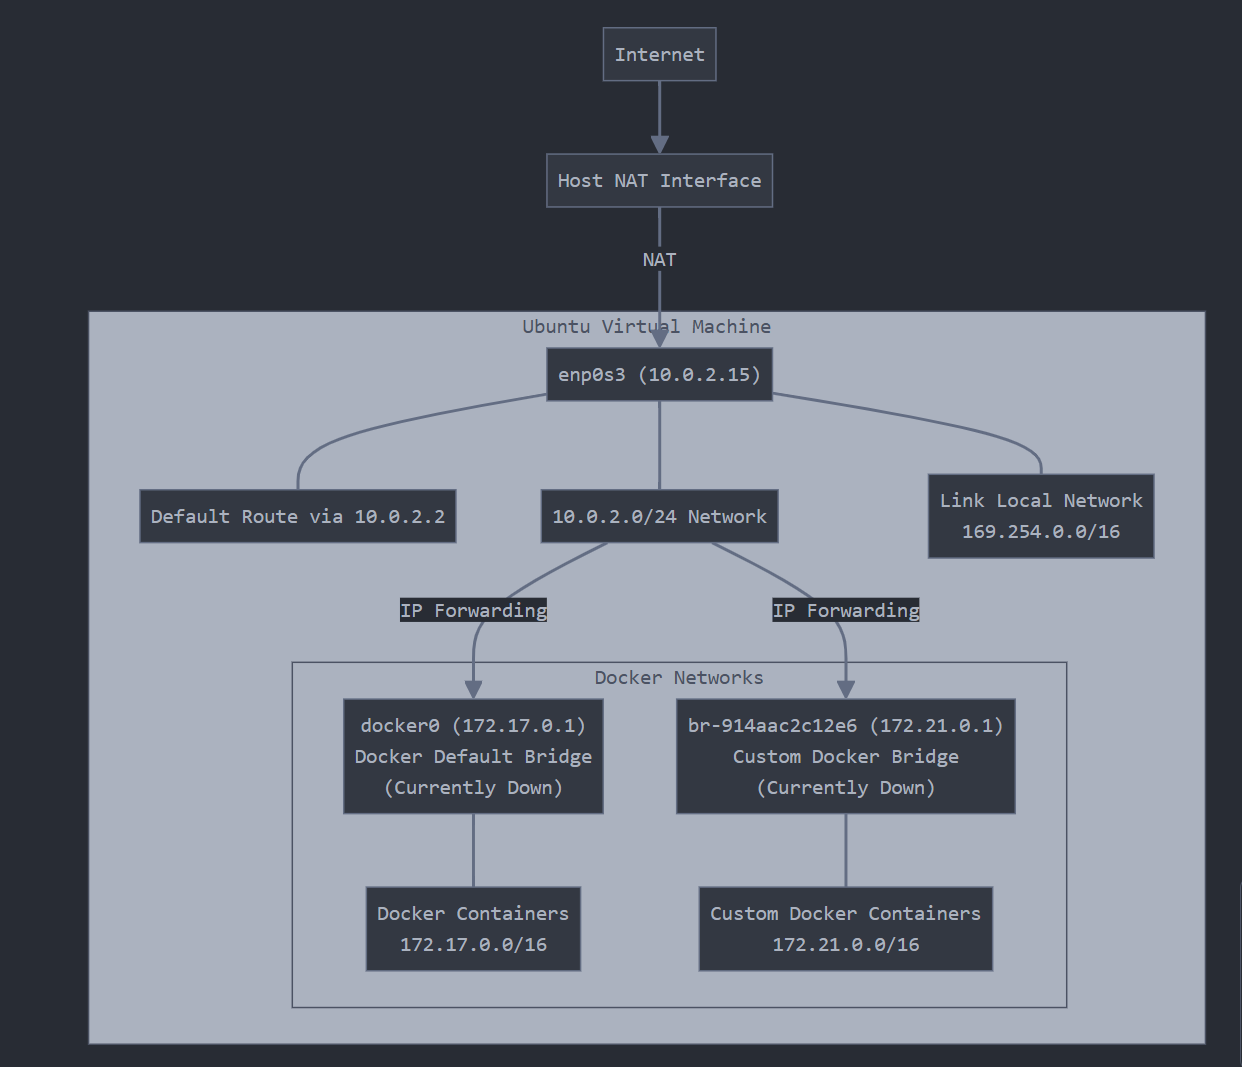 Internet
Host NAT Interface
NAT
Ubuntu Virtual Machine
enp0s3 (10.0.2.15)
Default Route via 10.0.2.2
10.0.2.0/24 Network
Link Local Network
169.254.0.0/16
IP Forwarding
IP Forwarding
Docker Networks
docker0 (172.17.0.1)
Docker Default Bridge
(Currently Down)
br-914aac2c12e6 (172.21.0.1)
Custom Docker Bridge
(Currently Down)
Docker Containers
172.17.0.0/16
Custom Docker Containers
172.21.0.0/16